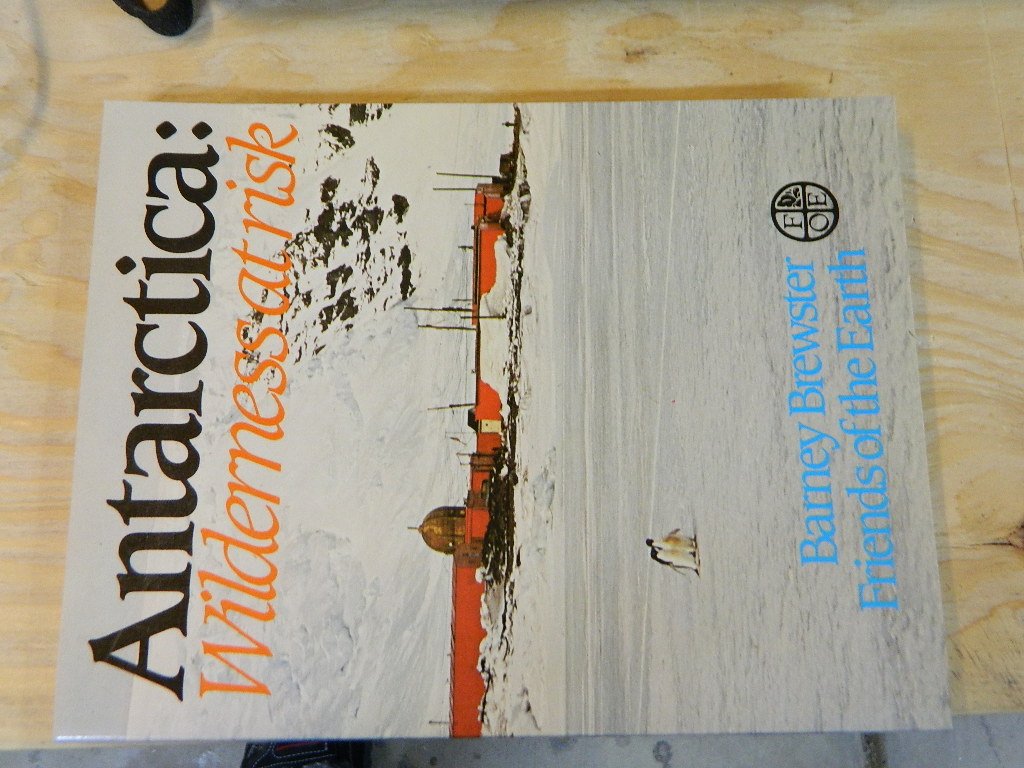 Antarctica:
Wilderness at risk
F
O E
Barney Brewster
Friends of the Earth